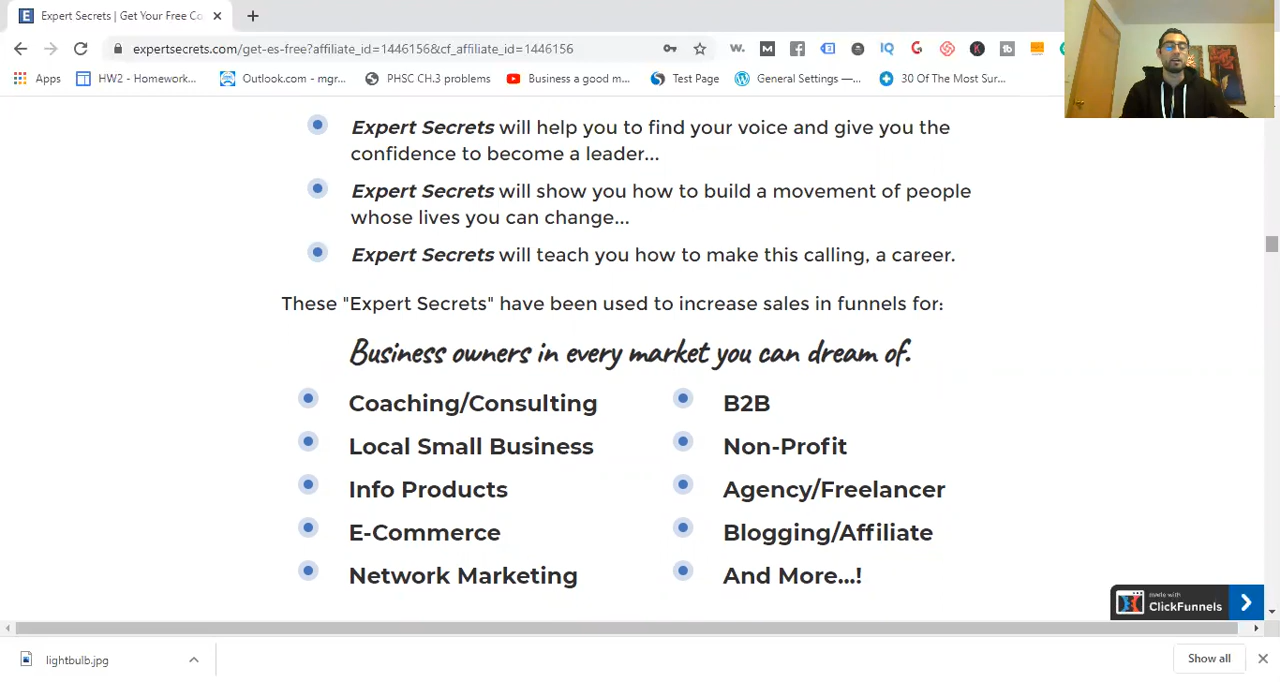 Expert Secrets | Get Your Free Co
expertsecrets.com/get-es-free?affiliate_id=1446156&cf_affiliate_id=1446156
Apps
HW2 - Homework...
Outlook.com - mgr...
PHSC CH.3 problems
Business a good m...
Test Page
General Settings —...
30 Of The Most Sur...
Expert Secrets will help you to find your voice and give you the
confidence to become a leader...
Expert Secrets will show you how to build a movement of people
whose lives you can change...
Expert Secrets will teach you how to make this calling, a career.
These "Expert Secrets" have been used to increase sales in funnels for:
Business owners in every market you can dream of.
Coaching/Consulting
Local Small Business
Info Products
E-Commerce
Network Marketing
B2B
Non-Profit
Agency/Freelancer
Blogging/Affiliate
And More...!
made with
ClickFunnels
lightbulb.jpg
Show all